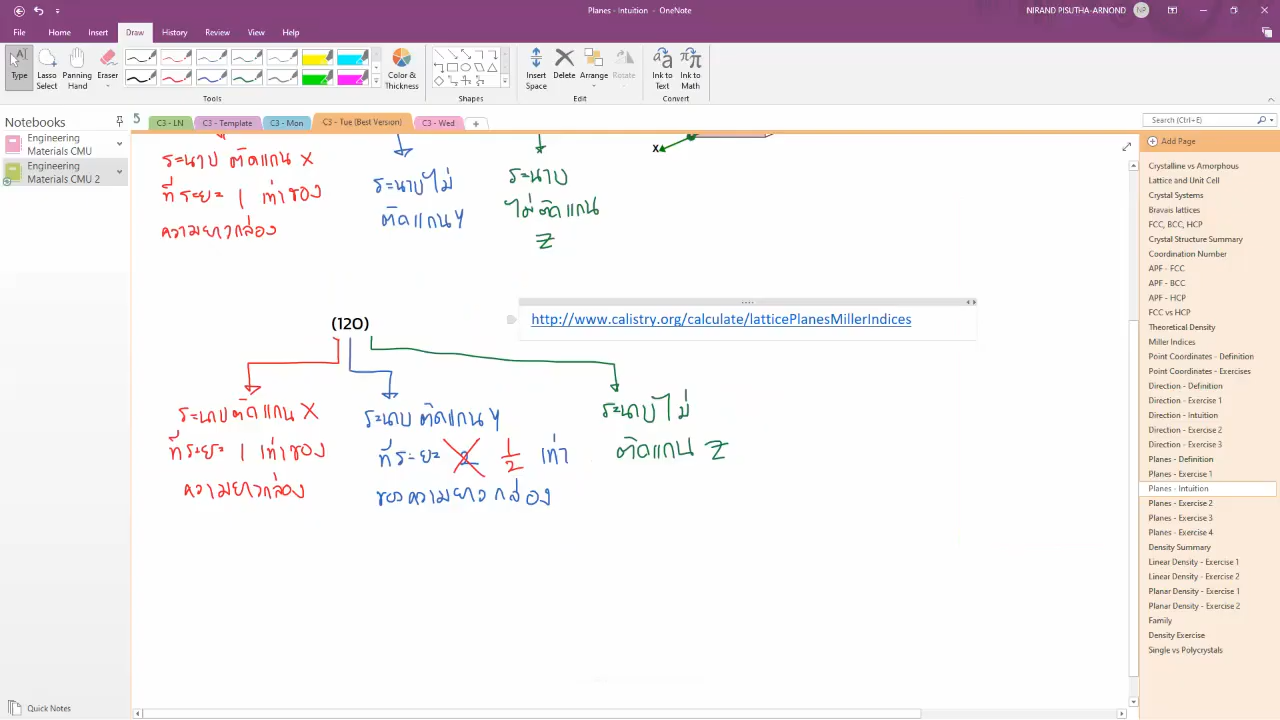 Planes - Intuition - OneNote
NIRAND PISUTHA-ARNOND
NP
File
Home
Insert
Draw
History
Review
View
Help
Type
Lasso Select
Panning Hand
Eraser
Color & Thickness
Insert Space
Delete
Arrange
Rotate
Ink to Text
Ink to Math
Tools
Shapes
Edit
Convert
Notebooks
Engineering
Materials CMU
Engineering
Materials CMU 2
Quick Notes
5
C3 - LN
C3 - Template
C3 - Mon
C3 - Tue (Best Version)
C3 - Wed
Search (Ctrl+E)
ระนาบ ตัดแกน X
ที่ระยะ 1 เท่าของ
ความยาวกล่อง
ระนาบไม่
ตัดแกน Y
ระนาบ
ไม่ตัดแกน
Z
X
(120)
http://www.calistry.org/calculate/latticePlanesMillerIndices
ระนาบตัดแกน X
ที่ระยะ 1 เท่าของ
ความยาวกล่อง
ระนาบ ตัดแกน Y
ที่ระยะ 2 1/2 เท่า
ของความยาวกล่อง
ระนาบไม่
ตัดแกน Z
Add Page
Crystalline vs Amorphous
Lattice and Unit Cell
Crystal Systems
Bravais lattices
FCC, BCC, HCP
Crystal Structure Summary
Coordination Number
APF - FCC
APF - BCC
APF - HCP
FCC vs HCP
Theoretical Density
Miller Indices
Point Coordinates - Definition
Point Coordinates - Exercises
Direction - Definition
Direction - Exercise 1
Direction - Intuition
Direction - Exercise 2
Direction - Exercise 3
Planes - Definition
Planes - Exercise 1
Planes - Intuition
Planes - Exercise 2
Planes - Exercise 3
Planes - Exercise 4
Density Summary
Linear Density - Exercise 1
Linear Density - Exercise 2
Planar Density - Exercise 1
Planar Density - Exercise 2
Family
Density Exercise
Single vs Polycrystals